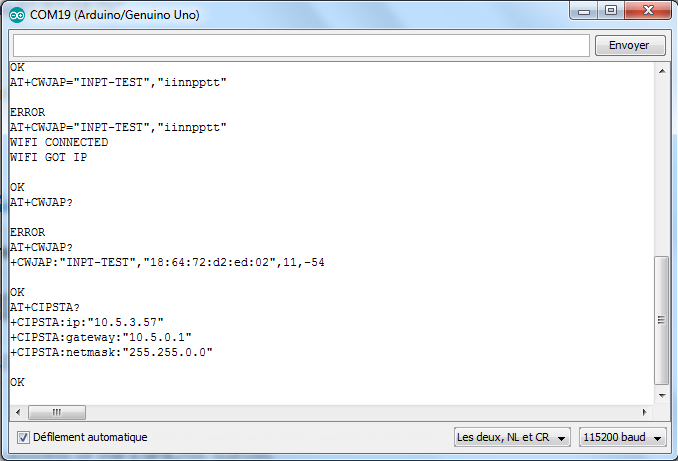 COM19 (Arduino/Genuino Uno)
Envoyer
OK
AT+CWJAP="INPT-TEST","iinnpptt"
ERROR
AT+CWJAP="INPT-TEST","iinnpptt"
WIFI CONNECTED
WIFI GOT IP
OK
AT+CWJAP?
ERROR
AT+CWJAP?
+CWJAP:"INPT-TEST","18:64:72:d2:ed:02",11,-54
OK
AT+CIPSTA?
+CIPSTA:ip:"10.5.3.57"
+CIPSTA:gateway:"10.5.0.1"
+CIPSTA:netmask:"255.255.0.0"
OK
Défilement automatique
Les deux, NL et CR
115200 baud